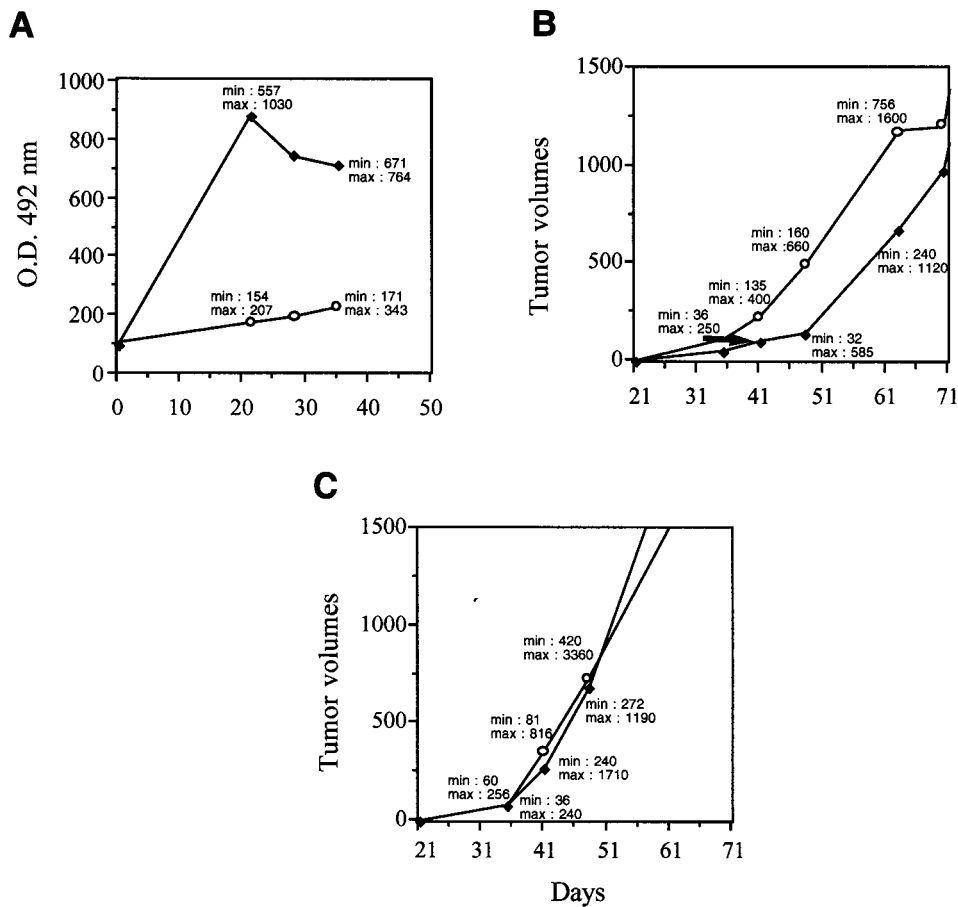 A
1000
800
600
400
200
0
O.D. 492 nm
min : 557
max : 1030
min : 671
max : 764
min : 154
max : 207
min : 171
max : 343
0 10 20 30 40 50
B
1500
1000
500
0
Tumor volumes
min : 756
max : 1600
min : 160
max :660
min : 135
max : 400
min : 36
max : 250
min : 240
max : 1120
min : 32
max : 585
21 31 41 51 61 71
C
1500
1000
500
0
Tumor volumes
min : 420
max : 3360
min : 272
max : 1190
min : 81
max : 816
min : 240
max : 1710
min : 60
max : 256
min : 36
max : 240
21 31 41 51 61 71
Days